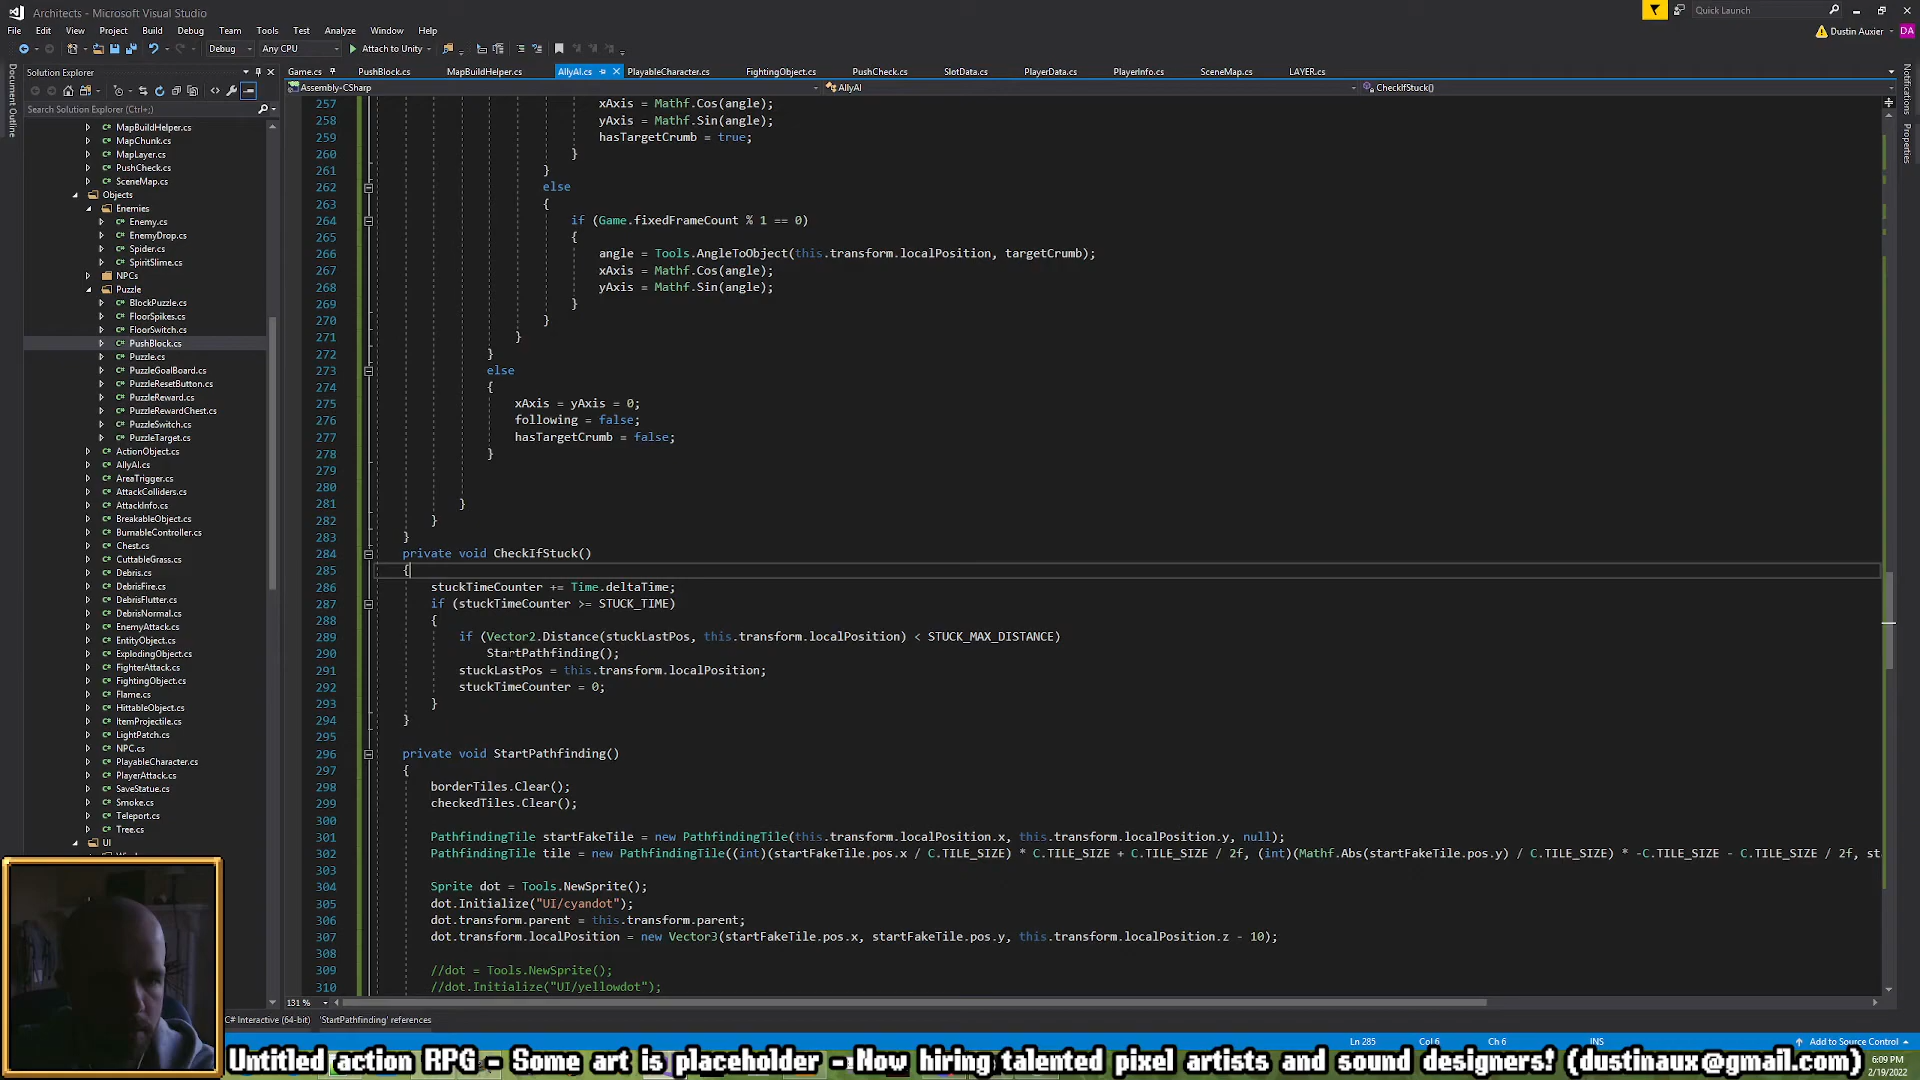 Architects - Microsoft Visual Studio
Quick Launch
File Edit View Project Build Debug Team Tools Test Analyze Window Help
Dustin Auxier DA
Debug Any CPU Attach to Unity
Solution Explorer
Game.cs PushBlock.cs MapBuildHelper.cs AllyAI.cs PlayableCharacter.cs FightingObject.cs PushCheck.cs SlotData.cs PlayerData.cs PlayerInfo.cs SceneMap.cs LAYER.cs
Assembly-CSharp AllyAI CheckIfStuck()
Document Outline
Notifications
Properties
Search Solution Explorer (Ctrl+;)
MapBuildHelper.cs
MapChunk.cs
MapLayer.cs
PushCheck.cs
SceneMap.cs
Objects
Enemies
Enemy.cs
EnemyDrop.cs
Spider.cs
SpiritSlime.cs
NPCs
Puzzle
BlockPuzzle.cs
FloorSpikes.cs
FloorSwitch.cs
PushBlock.cs
Puzzle.cs
PuzzleGoalBoard.cs
PuzzleResetButton.cs
PuzzleReward.cs
PuzzleRewardChest.cs
PuzzleSwitch.cs
PuzzleTarget.cs
ActionObject.cs
AllyAI.cs
AreaTrigger.cs
AttackColliders.cs
AttackInfo.cs
BreakableObject.cs
BurnableController.cs
Chest.cs
CuttableGrass.cs
Debris.cs
DebrisFire.cs
DebrisFlutter.cs
DebrisNormal.cs
EnemyAttack.cs
EntityObject.cs
ExplodingObject.cs
FighterAttack.cs
FightingObject.cs
Flame.cs
HittableObject.cs
ItemProjectile.cs
LightPatch.cs
NPC.cs
PlayableCharacter.cs
PlayerAttack.cs
SaveStatue.cs
Smoke.cs
Teleport.cs
Tree.cs
UI
257 xAxis = Mathf.Cos(angle);
258 yAxis = Mathf.Sin(angle);
259 hasTargetCrumb = true;
260 }
261 }
262 else
263 {
264 if (Game.fixedFrameCount % 1 == 0)
265 {
266 angle = Tools.AngleToObject(this.transform.localPosition, targetCrumb);
267 xAxis = Mathf.Cos(angle);
268 yAxis = Mathf.Sin(angle);
269 }
270 }
271 }
272 }
273 else
274 {
275 xAxis = yAxis = 0;
276 following = false;
277 hasTargetCrumb = false;
278 }
279
280
281 }
282 }
283 }
284 private void CheckIfStuck()
285 {
286 stuckTimeCounter += Time.deltaTime;
287 if (stuckTimeCounter >= STUCK_TIME)
288 {
289 if (Vector2.Distance(stuckLastPos, this.transform.localPosition) < STUCK_MAX_DISTANCE)
290 StartPathfinding();
291 stuckLastPos = this.transform.localPosition;
292 stuckTimeCounter = 0;
293 }
294 }
295
296 private void StartPathfinding()
297 {
298 borderTiles.Clear();
299 checkedTiles.Clear();
300
301 PathfindingTile startFakeTile = new PathfindingTile(this.transform.localPosition.x, this.transform.localPosition.y, null);
302 PathfindingTile tile = new PathfindingTile((int)(startFakeTile.pos.x / C.TILE_SIZE) * C.TILE_SIZE + C.TILE_SIZE / 2f, (int)(Mathf.Abs(startFakeTile.pos.y) / C.TILE_SIZE) * -C.TILE_SIZE - C.TILE_SIZE / 2f, st
303
304 Sprite dot = Tools.NewSprite();
305 dot.Initialize("UI/cyandot");
306 dot.transform.parent = this.transform.parent;
307 dot.transform.localPosition = new Vector3(startFakeTile.pos.x, startFakeTile.pos.y, this.transform.localPosition.z - 10);
308
309 //dot = Tools.NewSprite();
310 //dot.Initialize("UI/yellowdot");
131 %
C# Interactive (64-bit) 'StartPathfinding' references
Ln 285 Col 6 Ch 6 INS Add to Source Control
Untitled action RPG - Some art is placeholder - Now hiring talented pixel artists and sound designers! (dustinaux@gmail.com)
6:09 PM
2/19/2022